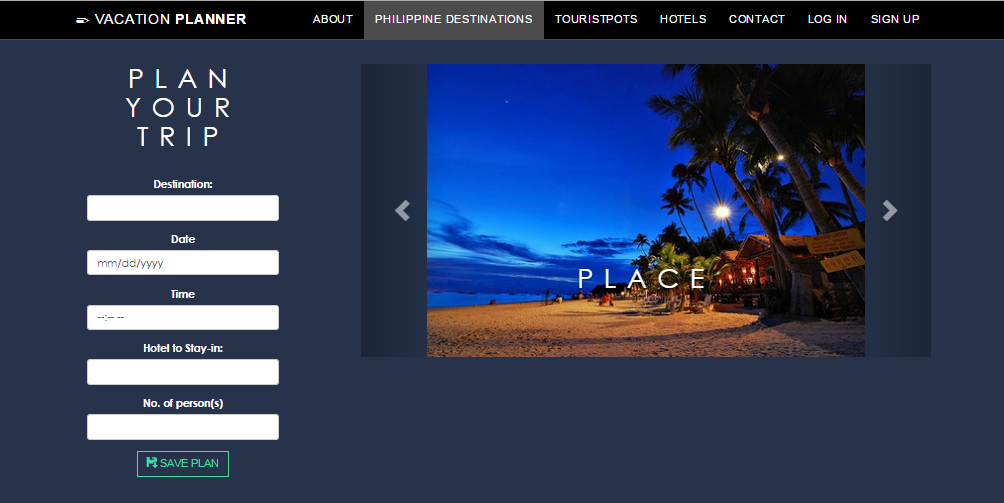 VACATION PLANNER
ABOUT
PHILIPPINE DESTINATIONS
TOURISTPOTS
HOTELS
CONTACT
LOG IN
SIGN UP
PLAN
YOUR
TRIP
Destination:
Date
mm/dd/yyyy
Time
--:-- --
Hotel to Stay-in:
No. of person(s)
SAVE PLAN
PLACE